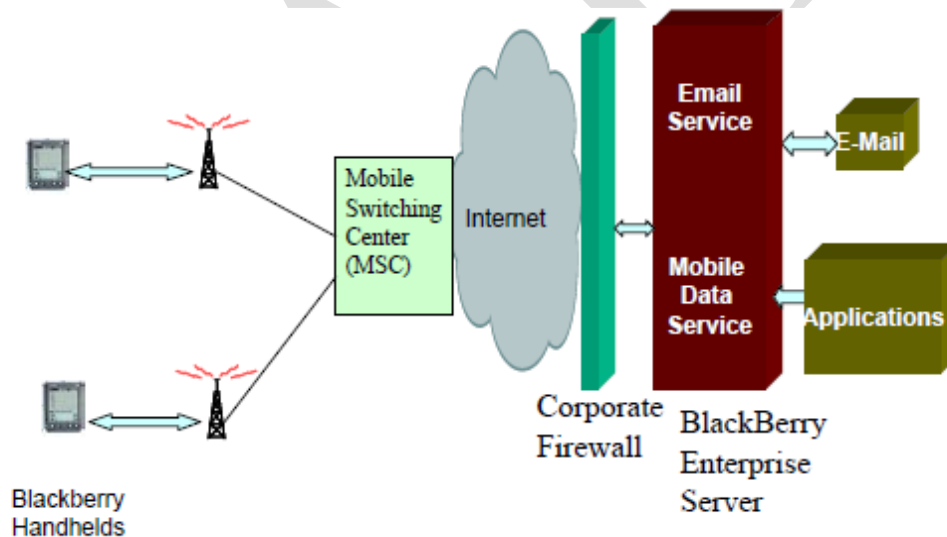 Email
Service
E-Mail
Mobile
Switching
Center
(MSC)
Internet
Mobile
Data
Service
Applications
Corporate
Firewall
BlackBerry
Enterprise
Server
Blackberry
Handhelds